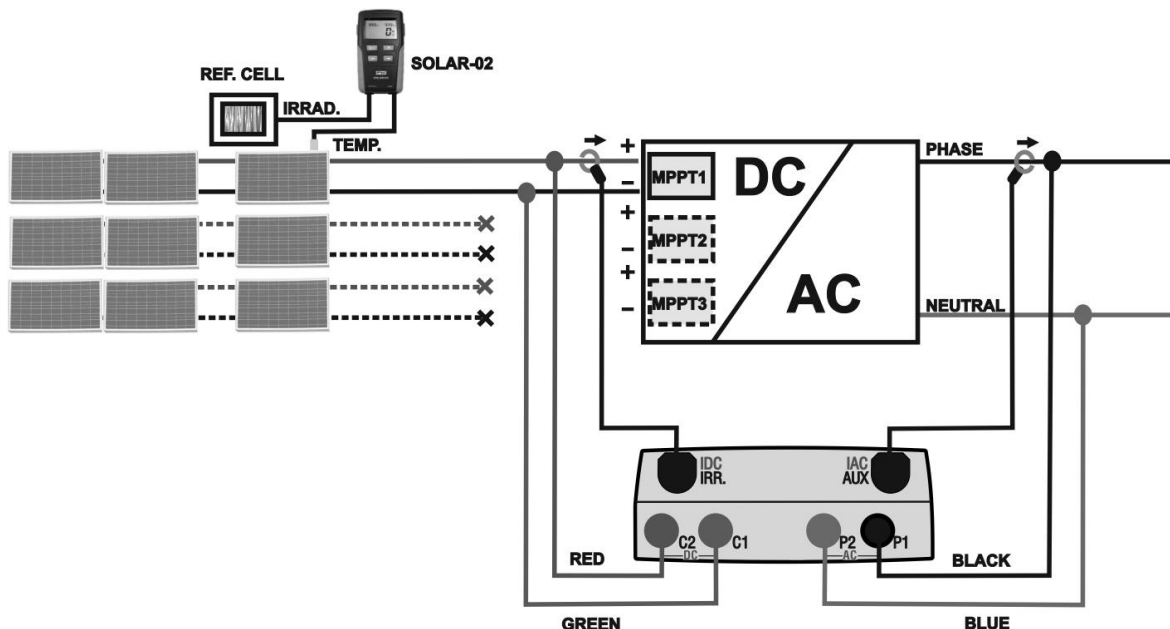 SOLAR-02
REF. CELL
IRRAD.
TEMP.
+
−
MPPT1
+
−
MPPT2
+
−
MPPT3
DC
AC
PHASE
NEUTRAL
IDC
IRR.
IAC
AUX
C2
C1
DC
P2
P1
AC
RED
BLACK
GREEN
BLUE